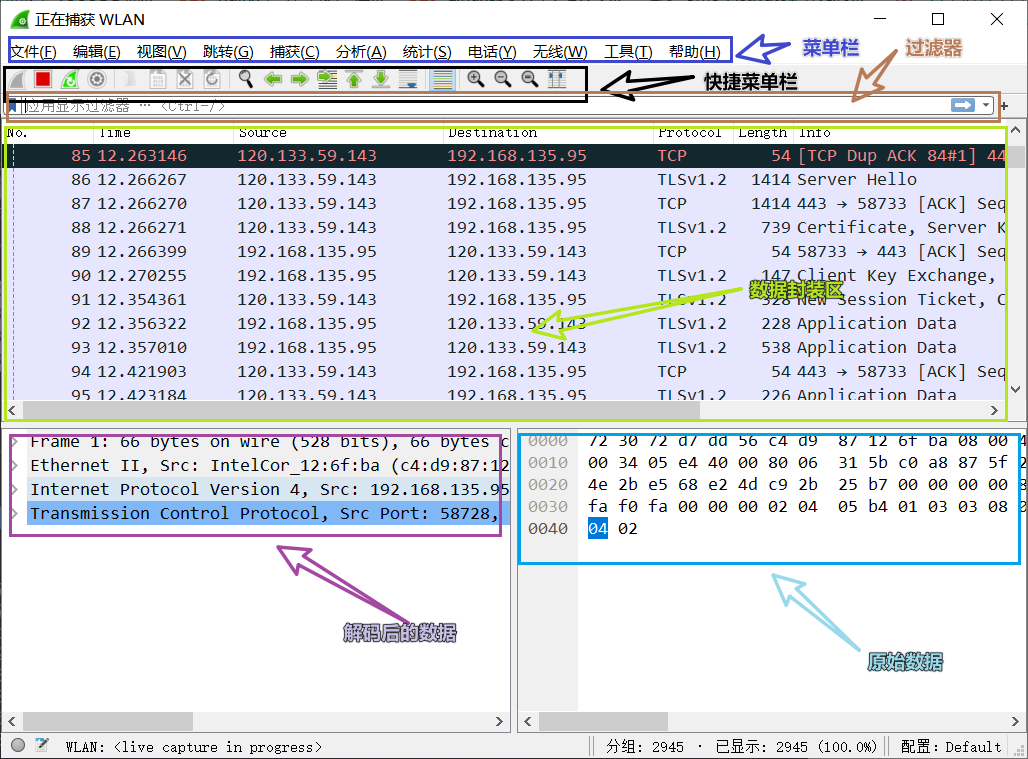 正在捕获 WLAN
文件(F) 编辑(E) 视图(V) 跳转(G) 捕获(C) 分析(A) 统计(S) 电话(Y) 无线(W) 工具(T) 帮助(H)
菜单栏
过滤器
快捷菜单栏
应用显示过滤器 … <Ctrl-/>
+
No. Time Source Destination Protocol Length Info
85 12.263146 120.133.59.143 192.168.135.95 TCP 54 [TCP Dup ACK 84#1] 44
86 12.266267 120.133.59.143 192.168.135.95 TLSv1.2 1414 Server Hello
87 12.266270 120.133.59.143 192.168.135.95 TCP 1414 443 → 58733 [ACK] Seq
88 12.266271 120.133.59.143 192.168.135.95 TLSv1.2 739 Certificate, Server K
89 12.266399 192.168.135.95 120.133.59.143 TCP 54 58733 → 443 [ACK] Seq
90 12.270255 192.168.135.95 120.133.59.143 TLSv1.2 147 Client Key Exchange,
数据封装区
91 12.354361 120.133.59.143 192.168.135.95 TLSv1.2 New Session Ticket, C
92 12.356322 192.168.135.95 120.133.59.143 TLSv1.2 228 Application Data
93 12.357010 192.168.135.95 120.133.59.143 TLSv1.2 538 Application Data
94 12.421903 120.133.59.143 192.168.135.95 TCP 54 443 → 58733 [ACK] Seq
95 12.423184 120.133.59.143 192.168.135.95 TLSv1.2 226 Application Data
Frame 1: 66 bytes on wire (528 bits), 66 bytes c
Ethernet II, Src: IntelCor_12:6f:ba (c4:d9:87:12
Internet Protocol Version 4, Src: 192.168.135.95
Transmission Control Protocol, Src Port: 58728,
解码后的数据
0000 72 30 72 d7 dd 56 c4 d9 87 12 6f ba 08 00 4
0010 00 34 05 e4 40 00 80 06 31 5b c0 a8 87 5f 2
0020 4e 2b e5 68 e2 4d c9 2b 25 b7 00 00 00 00 8
0030 fa f0 fa 00 00 00 02 04 05 b4 01 03 03 08 0
0040 04 02
原始数据
WLAN: <live capture in progress>
分组: 2945 · 已显示: 2945 (100.0%)
配置: Default